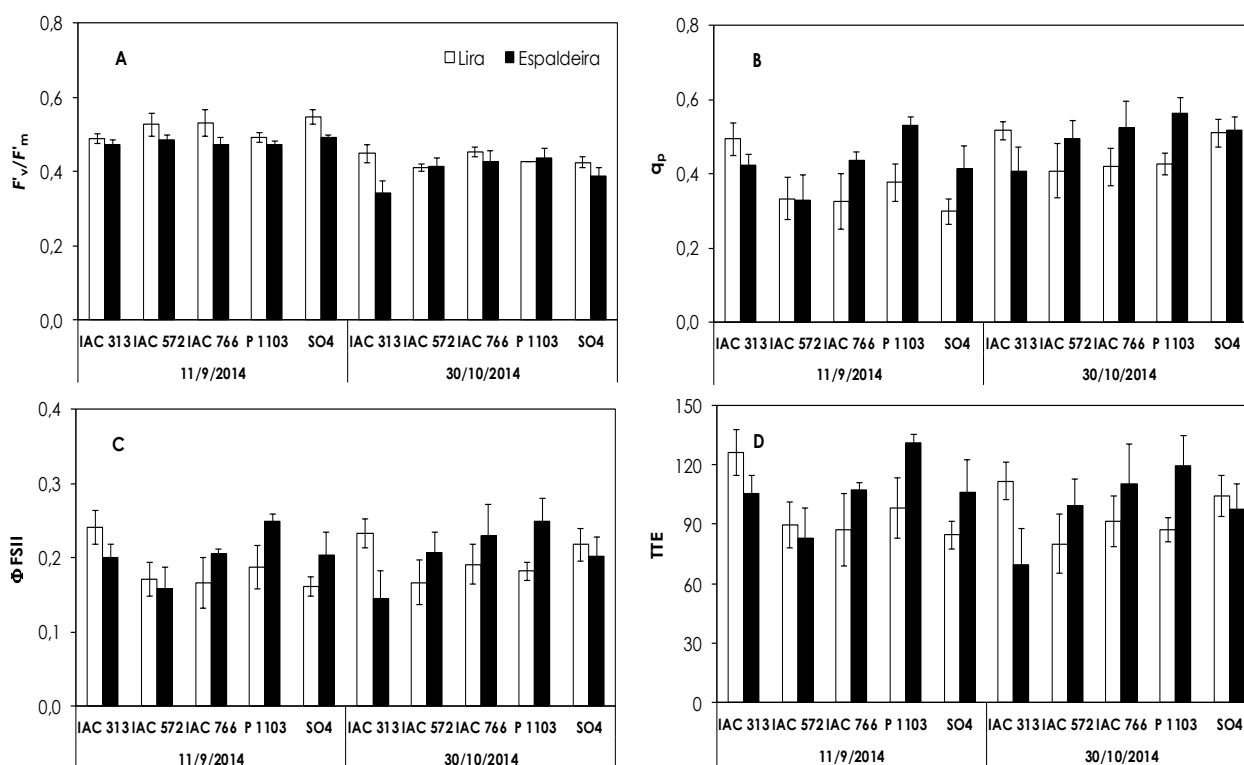 A
Lira Espaldeira
F'v/F'm
0,8
0,6
0,4
0,2
0,0
IAC 313 IAC 572 IAC 766 P 1103 SO4 IAC 313 IAC 572 IAC 766 P 1103 SO4
11/9/2014 30/10/2014
B
qp
0,8
0,6
0,4
0,2
0,0
IAC 313 IAC 572 IAC 766 P 1103 SO4 IAC 313 IAC 572 IAC 766 P 1103 SO4
11/9/2014 30/10/2014
C
ΦFSII
0,4
0,3
0,2
0,1
0,0
IAC 313 IAC 572 IAC 766 P 1103 SO4 IAC 313 IAC 572 IAC 766 P 1103 SO4
11/9/2014 30/10/2014
D
TTE
150
120
90
60
30
0
IAC 313 IAC 572 IAC 766 P 1103 SO4 IAC 313 IAC 572 IAC 766 P 1103 SO4
11/9/2014 30/10/2014